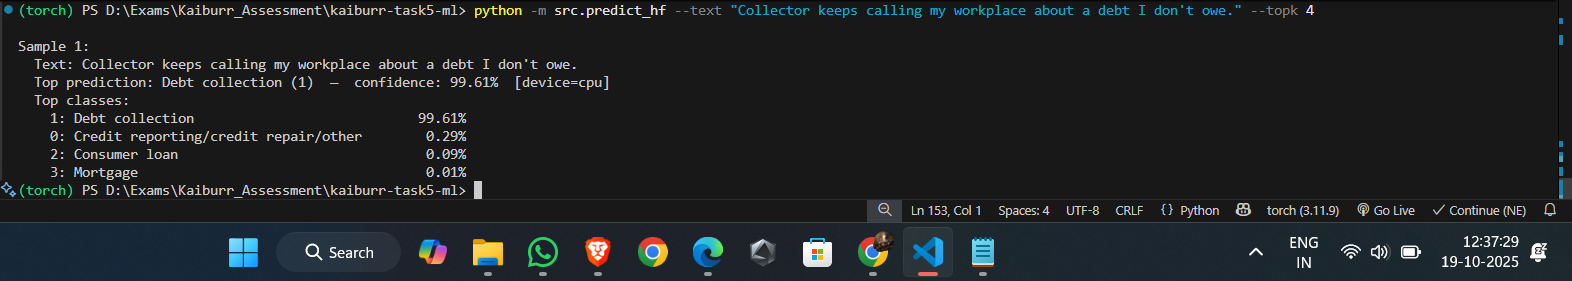 (torch) PS D:\Exams\Kaiburr_Assessment\kaiburr-task5-ml> python -m src.predict_hf --text "Collector keeps calling my workplace about a debt I don't owe." --topk 4
Sample 1:
Text: Collector keeps calling my workplace about a debt I don't owe.
Top prediction: Debt collection (1) — confidence: 99.61% [device=cpu]
Top classes:
1: Debt collection 99.61%
0: Credit reporting/credit repair/other 0.29%
2: Consumer loan 0.09%
3: Mortgage 0.01%
(torch) PS D:\Exams\Kaiburr_Assessment\kaiburr-task5-ml>
Ln 153, Col 1 Spaces: 4 UTF-8 CRLF {} Python torch (3.11.9) Go Live Continue (NE)
Search
ENG
IN
12:37:29
19-10-2025